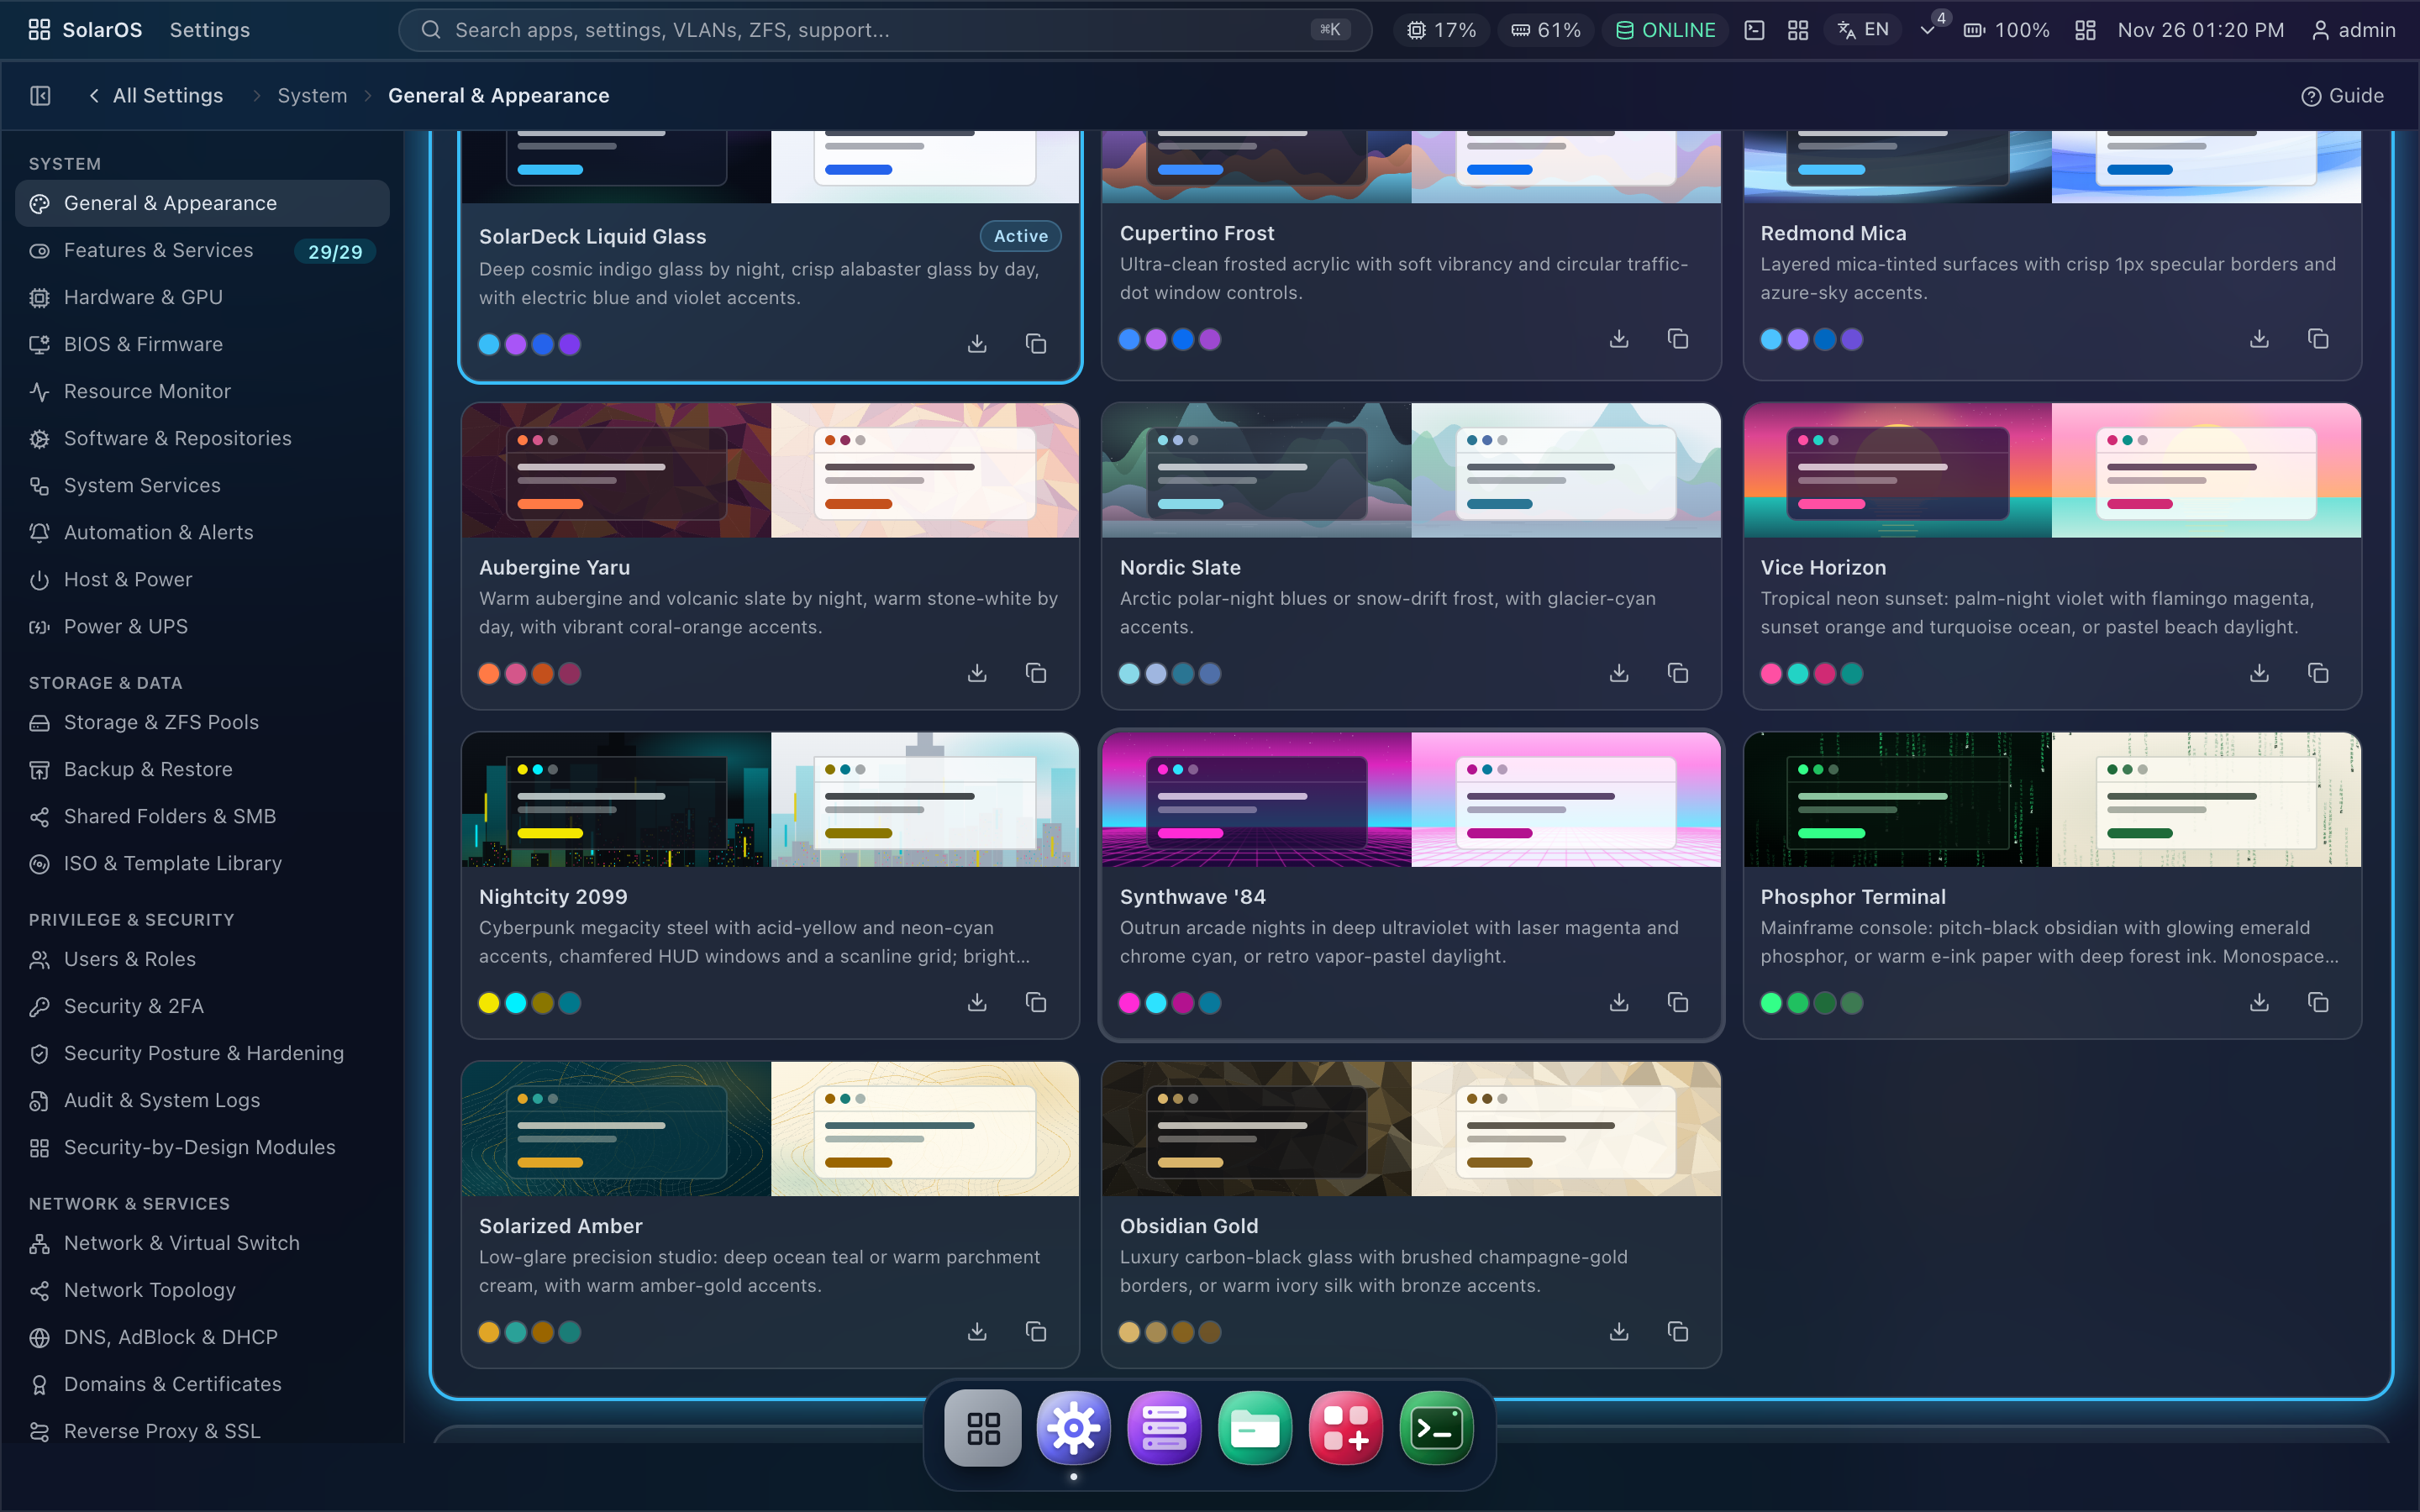 SolarOS
Settings
Search apps, settings, VLANs, ZFS, support...
⌘K
17%
61%
ONLINE
EN
4
100%
Nov 26 01:20 PM
admin
All Settings
System
General & Appearance
Guide
SYSTEM
General & Appearance
Features & Services
29/29
Hardware & GPU
BIOS & Firmware
Resource Monitor
Software & Repositories
System Services
Automation & Alerts
Host & Power
Power & UPS
STORAGE & DATA
Storage & ZFS Pools
Backup & Restore
Shared Folders & SMB
ISO & Template Library
PRIVILEGE & SECURITY
Users & Roles
Security & 2FA
Security Posture & Hardening
Audit & System Logs
Security-by-Design Modules
NETWORK & SERVICES
Network & Virtual Switch
Network Topology
DNS, AdBlock & DHCP
Domains & Certificates
Reverse Proxy & SSL
SolarDeck Liquid Glass
Active
Deep cosmic indigo glass by night, crisp alabaster glass by day,
with electric blue and violet accents.
Cupertino Frost
Ultra-clean frosted acrylic with soft vibrancy and circular traffic-
dot window controls.
Redmond Mica
Layered mica-tinted surfaces with crisp 1px specular borders and
azure-sky accents.
Aubergine Yaru
Warm aubergine and volcanic slate by night, warm stone-white by
day, with vibrant coral-orange accents.
Nordic Slate
Arctic polar-night blues or snow-drift frost, with glacier-cyan
accents.
Vice Horizon
Tropical neon sunset: palm-night violet with flamingo magenta,
sunset orange and turquoise ocean, or pastel beach daylight.
Nightcity 2099
Cyberpunk megacity steel with acid-yellow and neon-cyan
accents, chamfered HUD windows and a scanline grid; bright...
Synthwave '84
Outrun arcade nights in deep ultraviolet with laser magenta and
chrome cyan, or retro vapor-pastel daylight.
Phosphor Terminal
Mainframe console: pitch-black obsidian with glowing emerald
phosphor, or warm e-ink paper with deep forest ink. Monospace...
Solarized Amber
Low-glare precision studio: deep ocean teal or warm parchment
cream, with warm amber-gold accents.
Obsidian Gold
Luxury carbon-black glass with brushed champagne-gold
borders, or warm ivory silk with bronze accents.